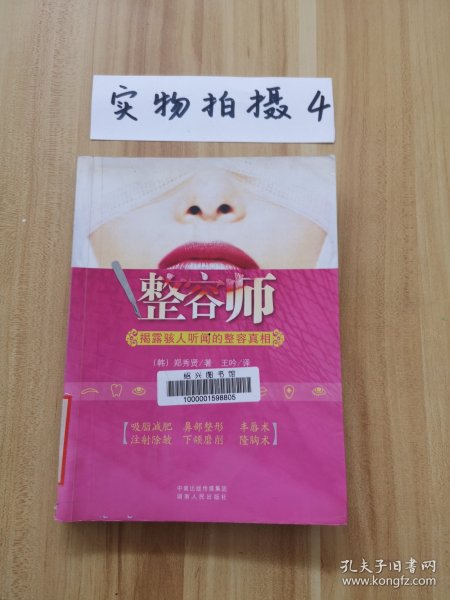 实物拍摄4
整容师
揭露骇人听闻的整容真相
（韩）郑秀贤/著 王吟/译
绍兴图书馆
1000001598805
吸脂减肥 鼻部整形 丰唇术
注射除皱 下颌磨削 隆胸术
中南出版传媒集团
湖南人民出版社
孔夫子旧书网
www.kongfz.com